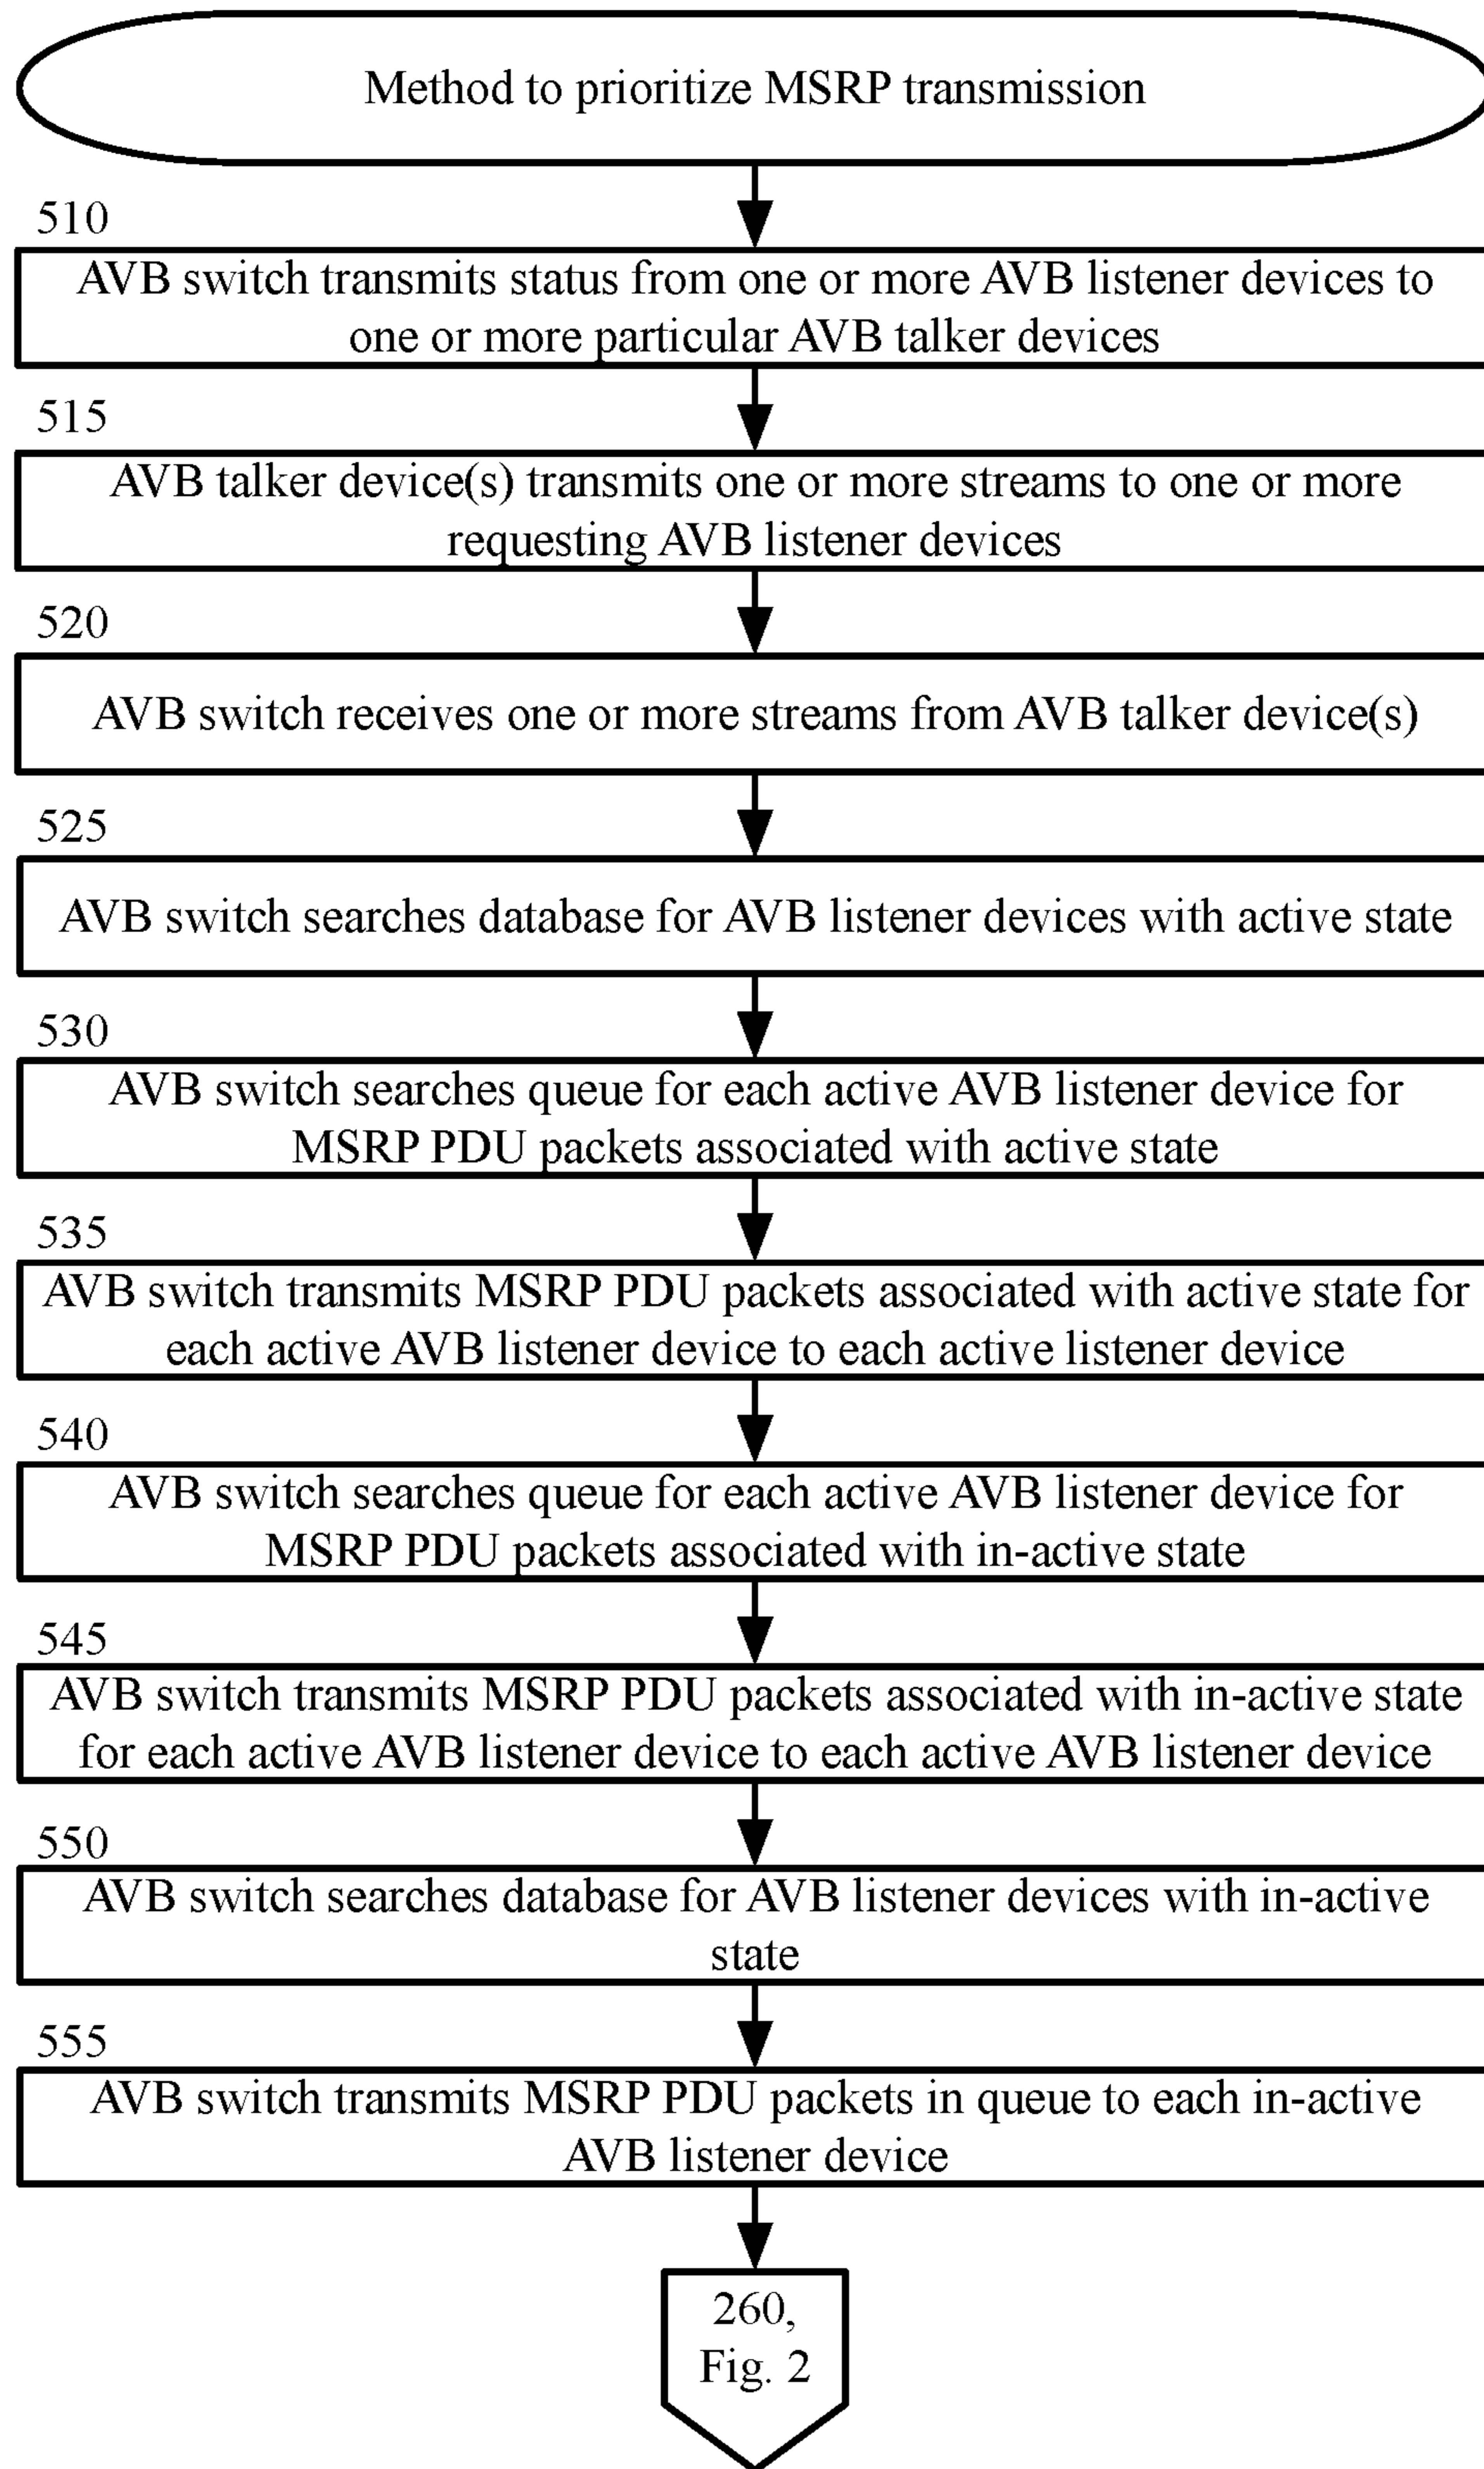 Method to prioritize MSRP transmission
510
AVB switch transmits status from one or more AVB listener devices to
one or more particular AVB talker devices
515
AVB talker device(s) transmits one or more streams to one or more
requesting AVB listener devices
520
AVB switch receives one or more streams from AVB talker device(s)
525
AVB switch searches database for AVB listener devices with active state
530
AVB switch searches queue for each active AVB listener device for
MSRP PDU packets associated with active state
535
AVB switch transmits MSRP PDU packets associated with active state for
each active AVB listener device to each active listener device
540
AVB switch searches queue for each active AVB listener device for
MSRP PDU packets associated with in-active state
545
AVB switch transmits MSRP PDU packets associated with in-active state
for each active AVB listener device to each active AVB listener device
550
AVB switch searches database for AVB listener devices with in-active
state
555
AVB switch transmits MSRP PDU packets in queue to each in-active
AVB listener device
260,
Fig. 2